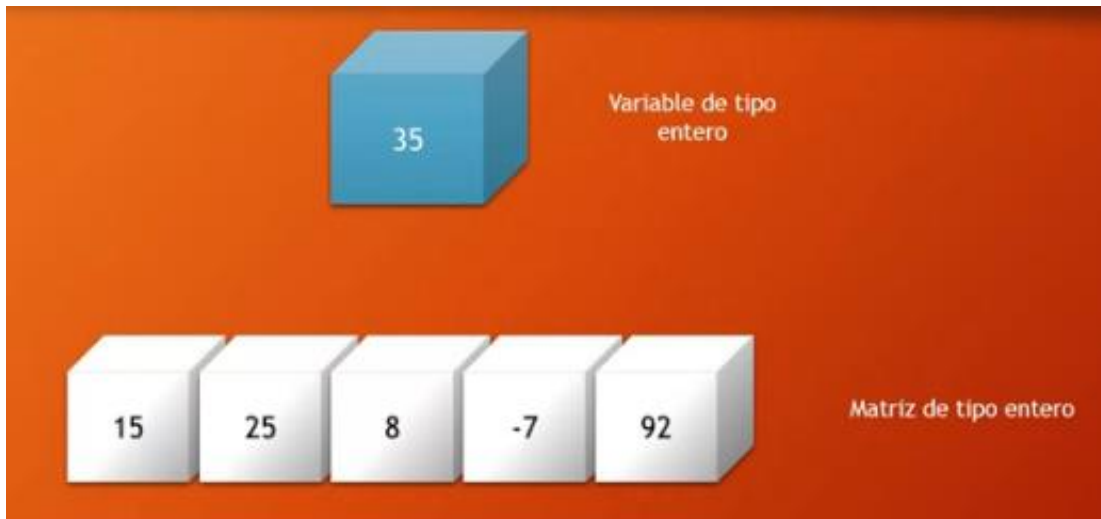 35
Variable de tipo
entero
15 25 8 -7 92
Matriz de tipo entero